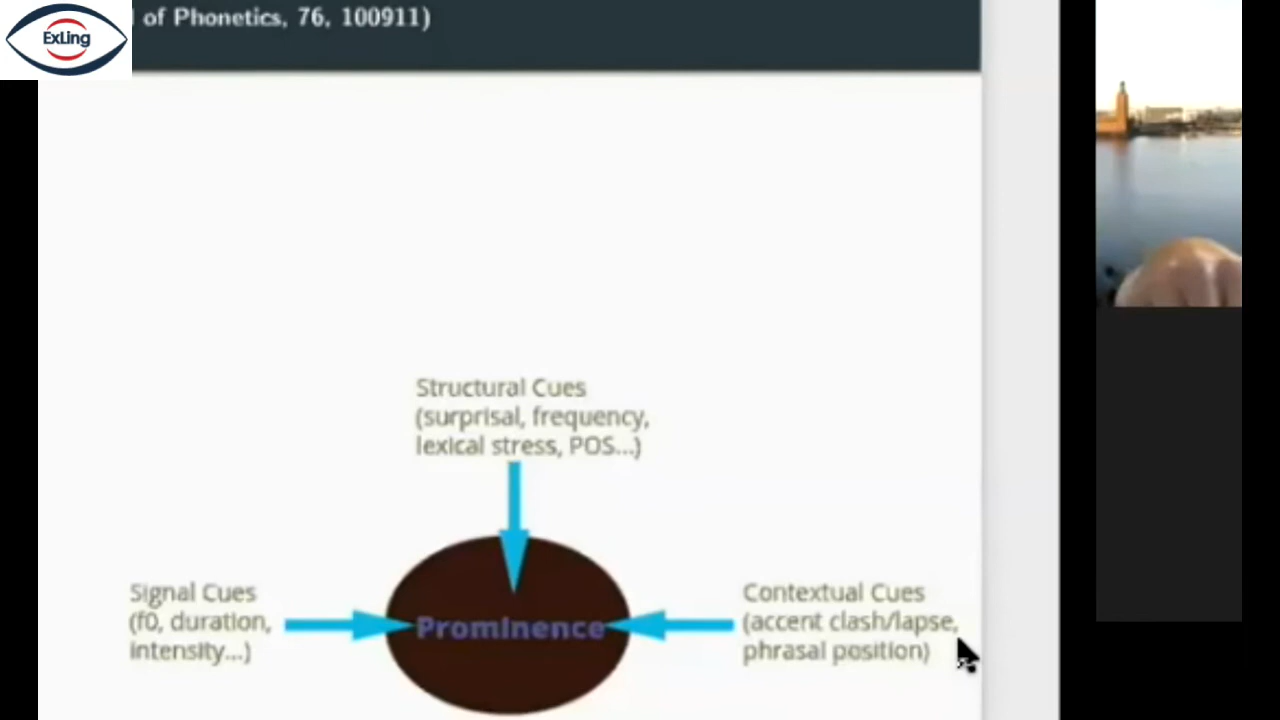 ExLing
of Phonetics, 76, 100911)
Structural Cues
(surprisal, frequency,
lexical stress, POS...)
Signal Cues
(f0, duration,
intensity...)
Prominence
Contextual Cues
(accent clash/lapse,
phrasal position)